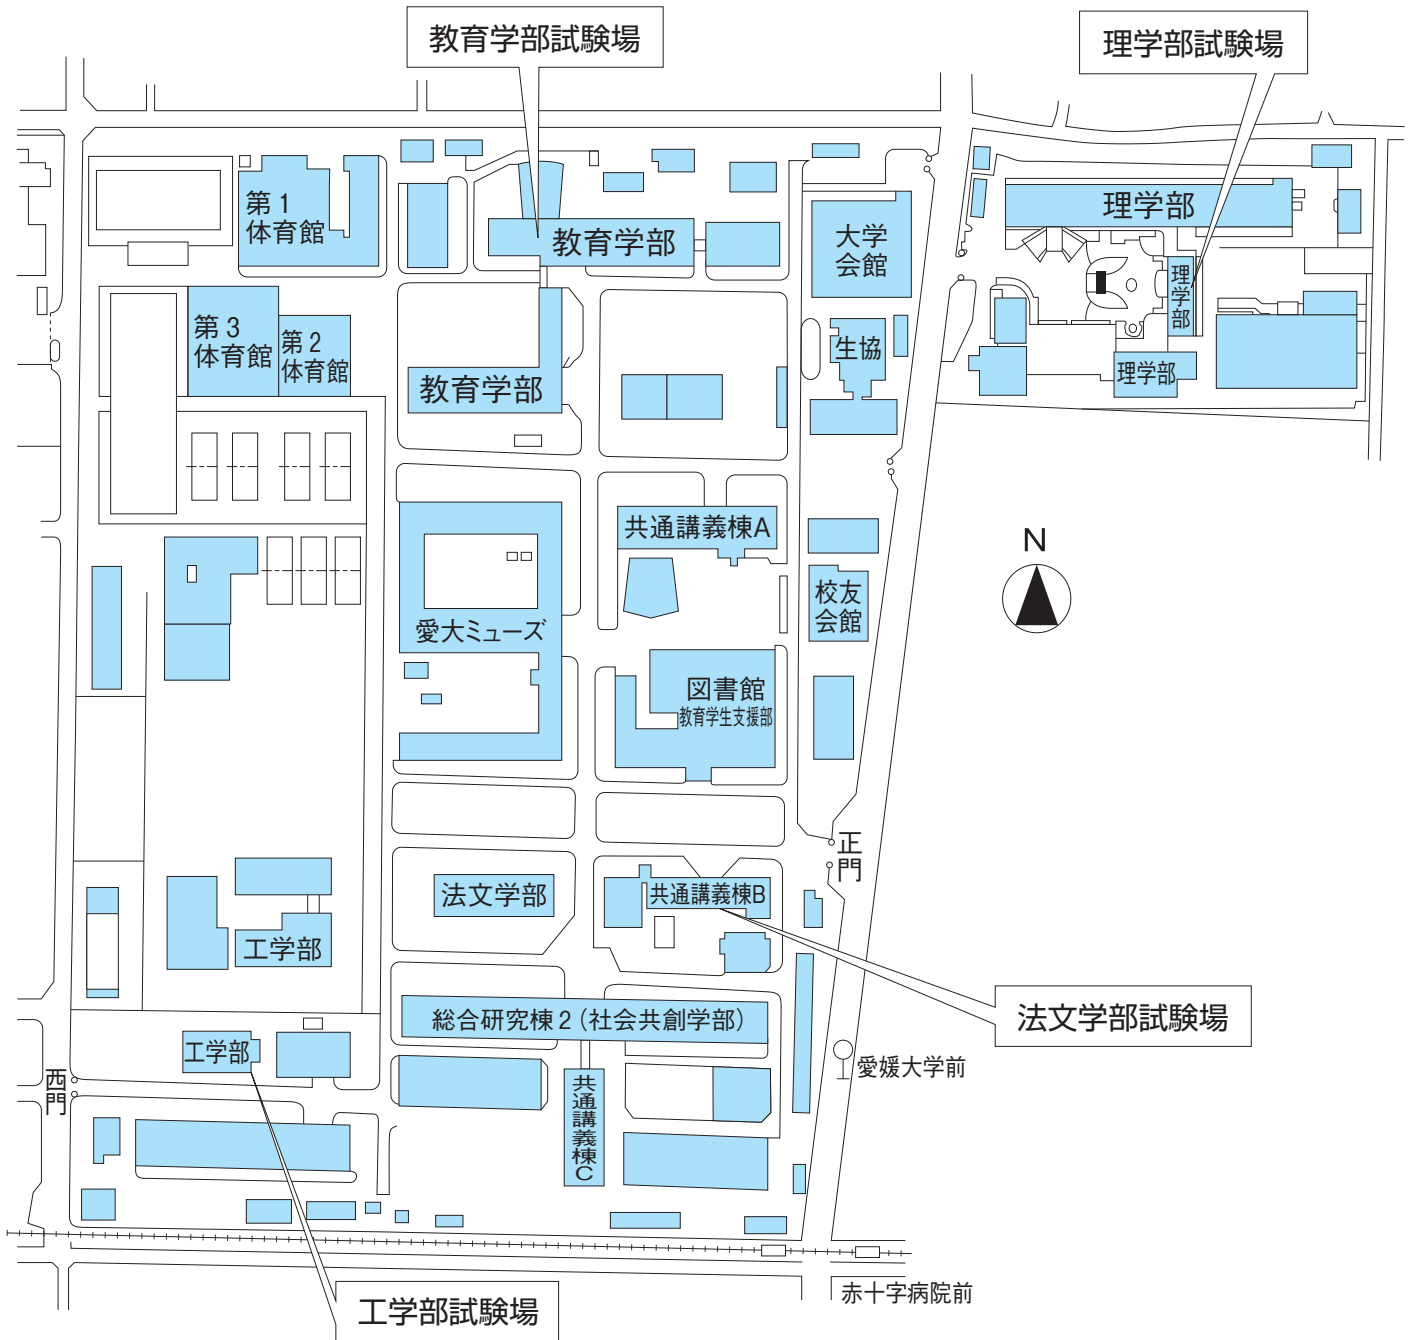 教育学部試験場
理学部試験場
第1
体育館
教育学部
大学
会館
理学部
理学部
第3
体育館
第2
体育館
生協
教育学部
理学部
共通講義棟A
N
校友
会館
愛大ミューズ
図書館
教育学生支援部
正門
法文学部
共通講義棟B
工学部
法文学部試験場
総合研究棟2(社会共創学部)
工学部
愛媛大学前
西門
共通講義棟C
赤十字病院前
工学部試験場